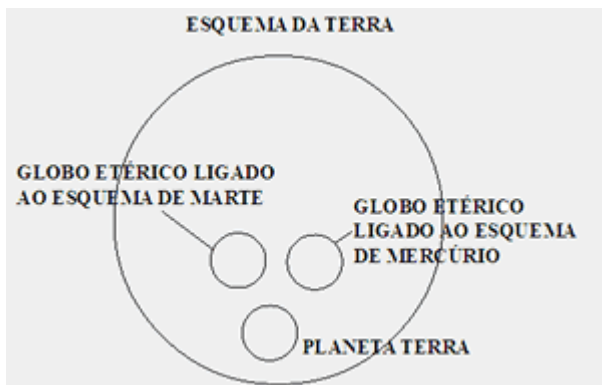 ESQUEMA DA TERRA
GLOBO ETÉRICO LIGADO
AO ESQUEMA DE MARTE
GLOBO ETÉRICO
LIGADO AO ESQUEMA
DE MERCÚRIO
PLANETA TERRA